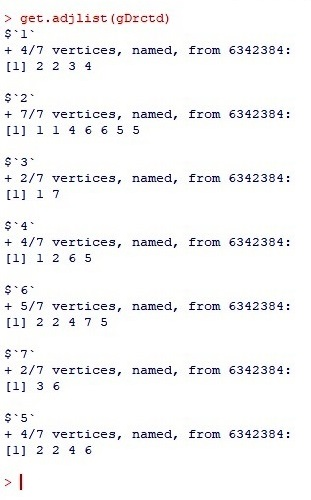 > get.adjlist(gDrctd)
$`1`
+ 4/7 vertices, named, from 6342384:
[1] 2 2 3 4
$`2`
+ 7/7 vertices, named, from 6342384:
[1] 1 1 4 6 6 5 5
$`3`
+ 2/7 vertices, named, from 6342384:
[1] 1 7
$`4`
+ 4/7 vertices, named, from 6342384:
[1] 1 2 6 5
$`6`
+ 5/7 vertices, named, from 6342384:
[1] 2 2 4 7 5
$`7`
+ 2/7 vertices, named, from 6342384:
[1] 3 6
$`5`
+ 4/7 vertices, named, from 6342384:
[1] 2 2 4 6
>